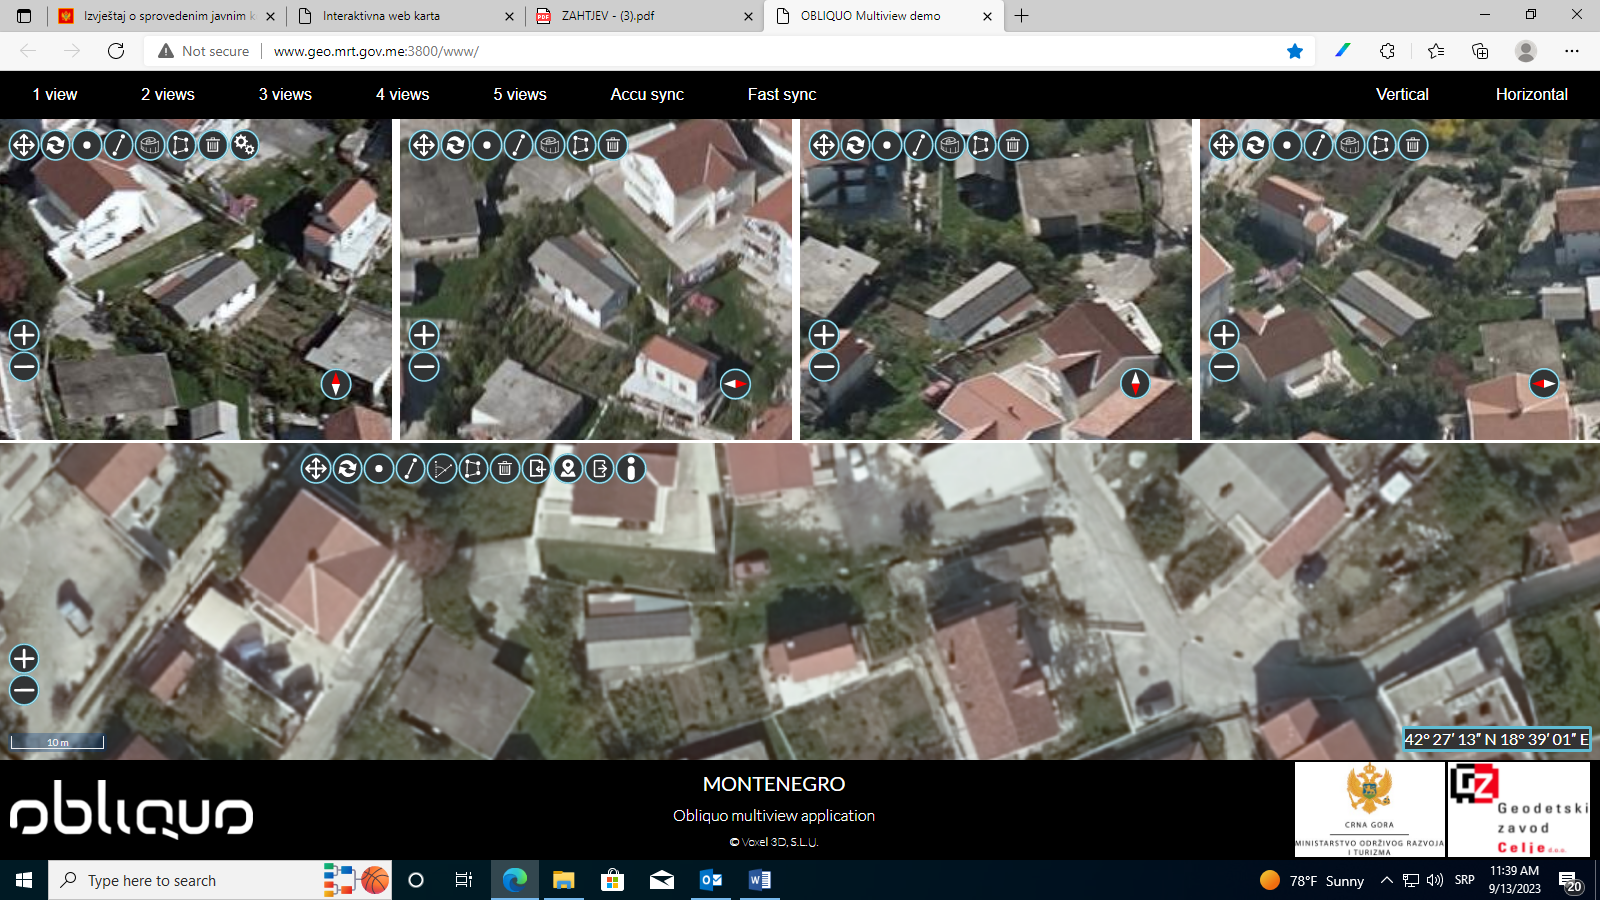 Izvještaj o sprovedenim javnim k
Interaktivna web karta
ZAHTJEV - (3).pdf
OBLIQUO Multiview demo
Not secure
www.geo.mrt.gov.me:3800/www/
1 view
2 views
3 views
4 views
5 views
Accu sync
Fast sync
Vertical
Horizontal
10 m
42° 27′ 13″ N 18° 39′ 01″ E
obliquo
MONTENEGRO
Obliquo multiview application
© Voxel 3D, S.L.U.
CRNA GORA
MINISTARSTVO ODRŽIVOG RAZVOJA
I TURIZMA
GZ
Geodetski
zavod
Celje d.o.o.
Type here to search
78°F Sunny
SRP
11:39 AM
9/13/2023
20